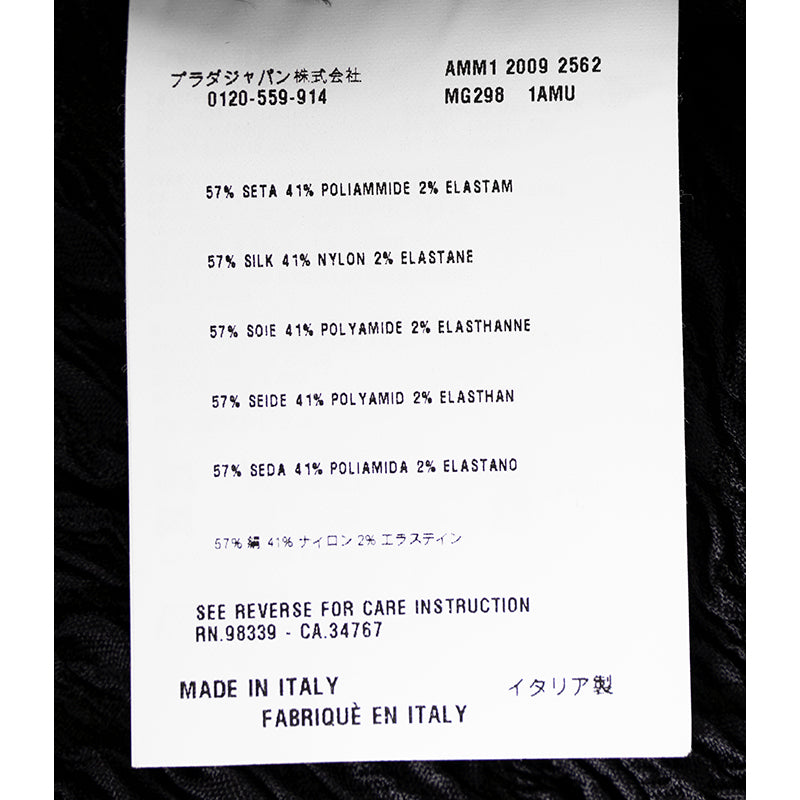 プラダジャパン株式会社
0120-559-914
AMM1 2009 2562
MG298 1AMU
57% SETA 41% POLIAMMIDE 2% ELASTAM
57% SILK 41% NYLON 2% ELASTANE
57% SOIE 41% POLYAMIDE 2% ELASTHANNE
57% SEIDE 41% POLYAMID 2% ELASTHAN
57% SEDA 41% POLIAMIDA 2% ELASTANO
57% 絹 41% ナイロン 2% エラステイン
SEE REVERSE FOR CARE INSTRUCTION
RN.98339 - CA.34767
MADE IN ITALY
イタリア製
FABRIQUÈ EN ITALY